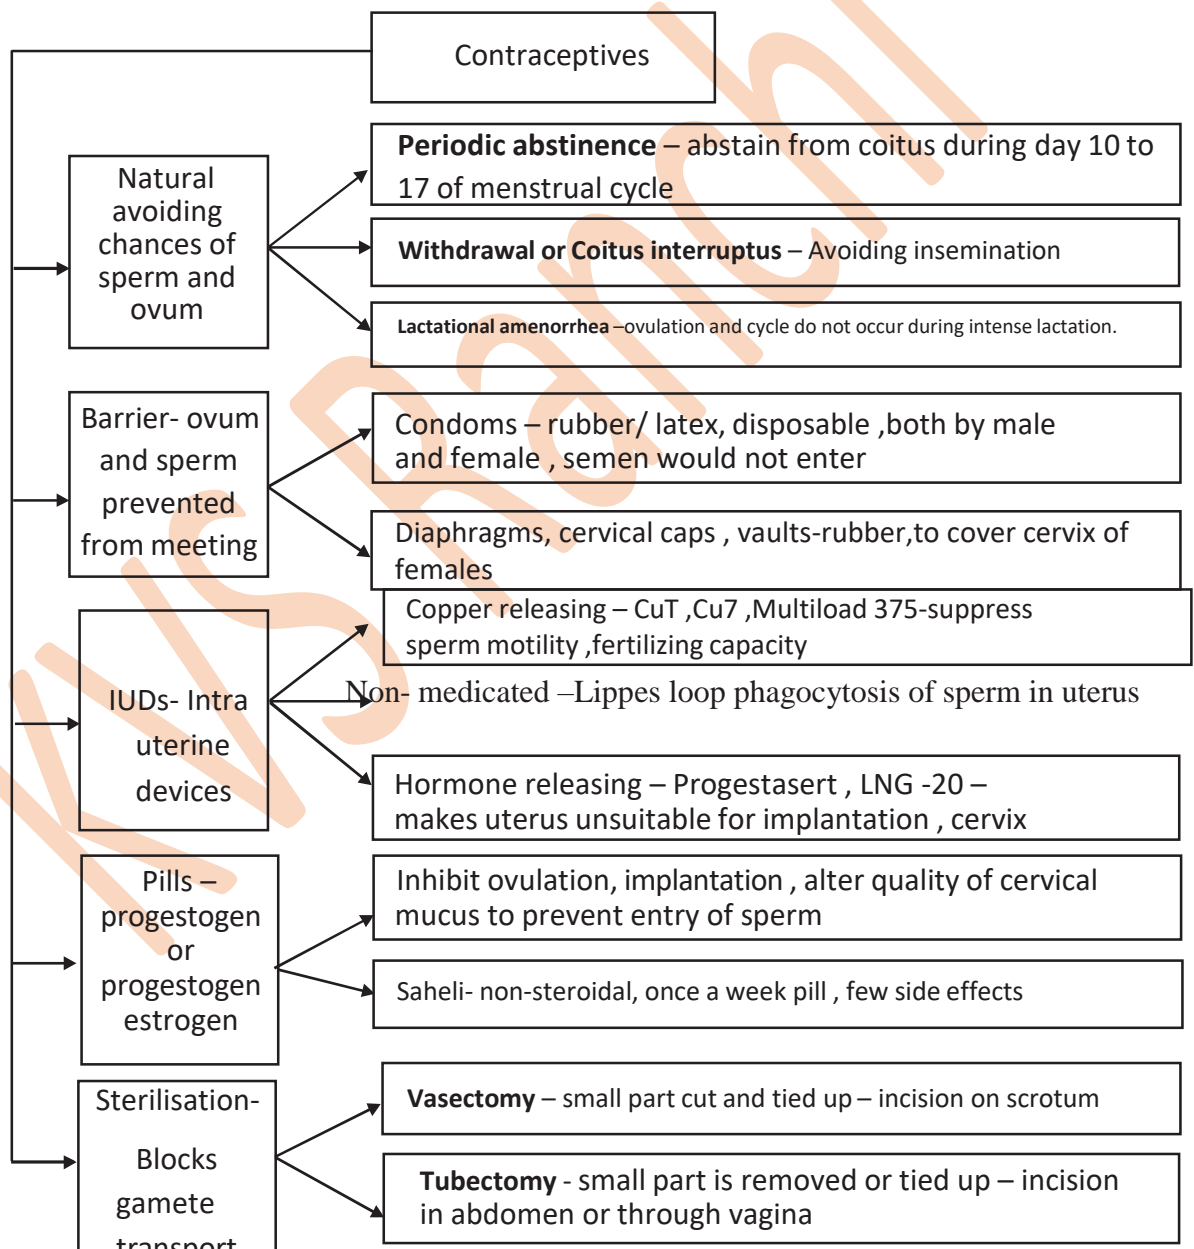 Contraceptives
Natural
avoiding
chances of
sperm and
ovum
Periodic abstinence – abstain from coitus during day 10 to
17 of menstrual cycle
Withdrawal or Coitus interruptus – Avoiding insemination
Lactational amenorrhea –ovulation and cycle do not occur during intense lactation.
Barrier- ovum
and sperm
prevented
from meeting
Condoms – rubber/ latex, disposable ,both by male
and female , semen would not enter
Diaphragms, cervical caps , vaults-rubber,to cover cervix of
females
IUDs- Intra
uterine
devices
Copper releasing – CuT ,Cu7 ,Multiload 375-suppress
sperm motility ,fertilizing capacity
Non- medicated –Lippes loop phagocytosis of sperm in uterus
Hormone releasing – Progestasert , LNG -20 –
makes uterus unsuitable for implantation , cervix
Pills –
progestogen
or
progestogen
estrogen
Inhibit ovulation, implantation , alter quality of cervical
mucus to prevent entry of sperm
Saheli- non-steroidal, once a week pill , few side effects
Sterilisation-
Blocks
gamete
transport
Vasectomy – small part cut and tied up – incision on scrotum
Tubectomy - small part is removed or tied up – incision
in abdomen or through vagina
KVS Ranchi